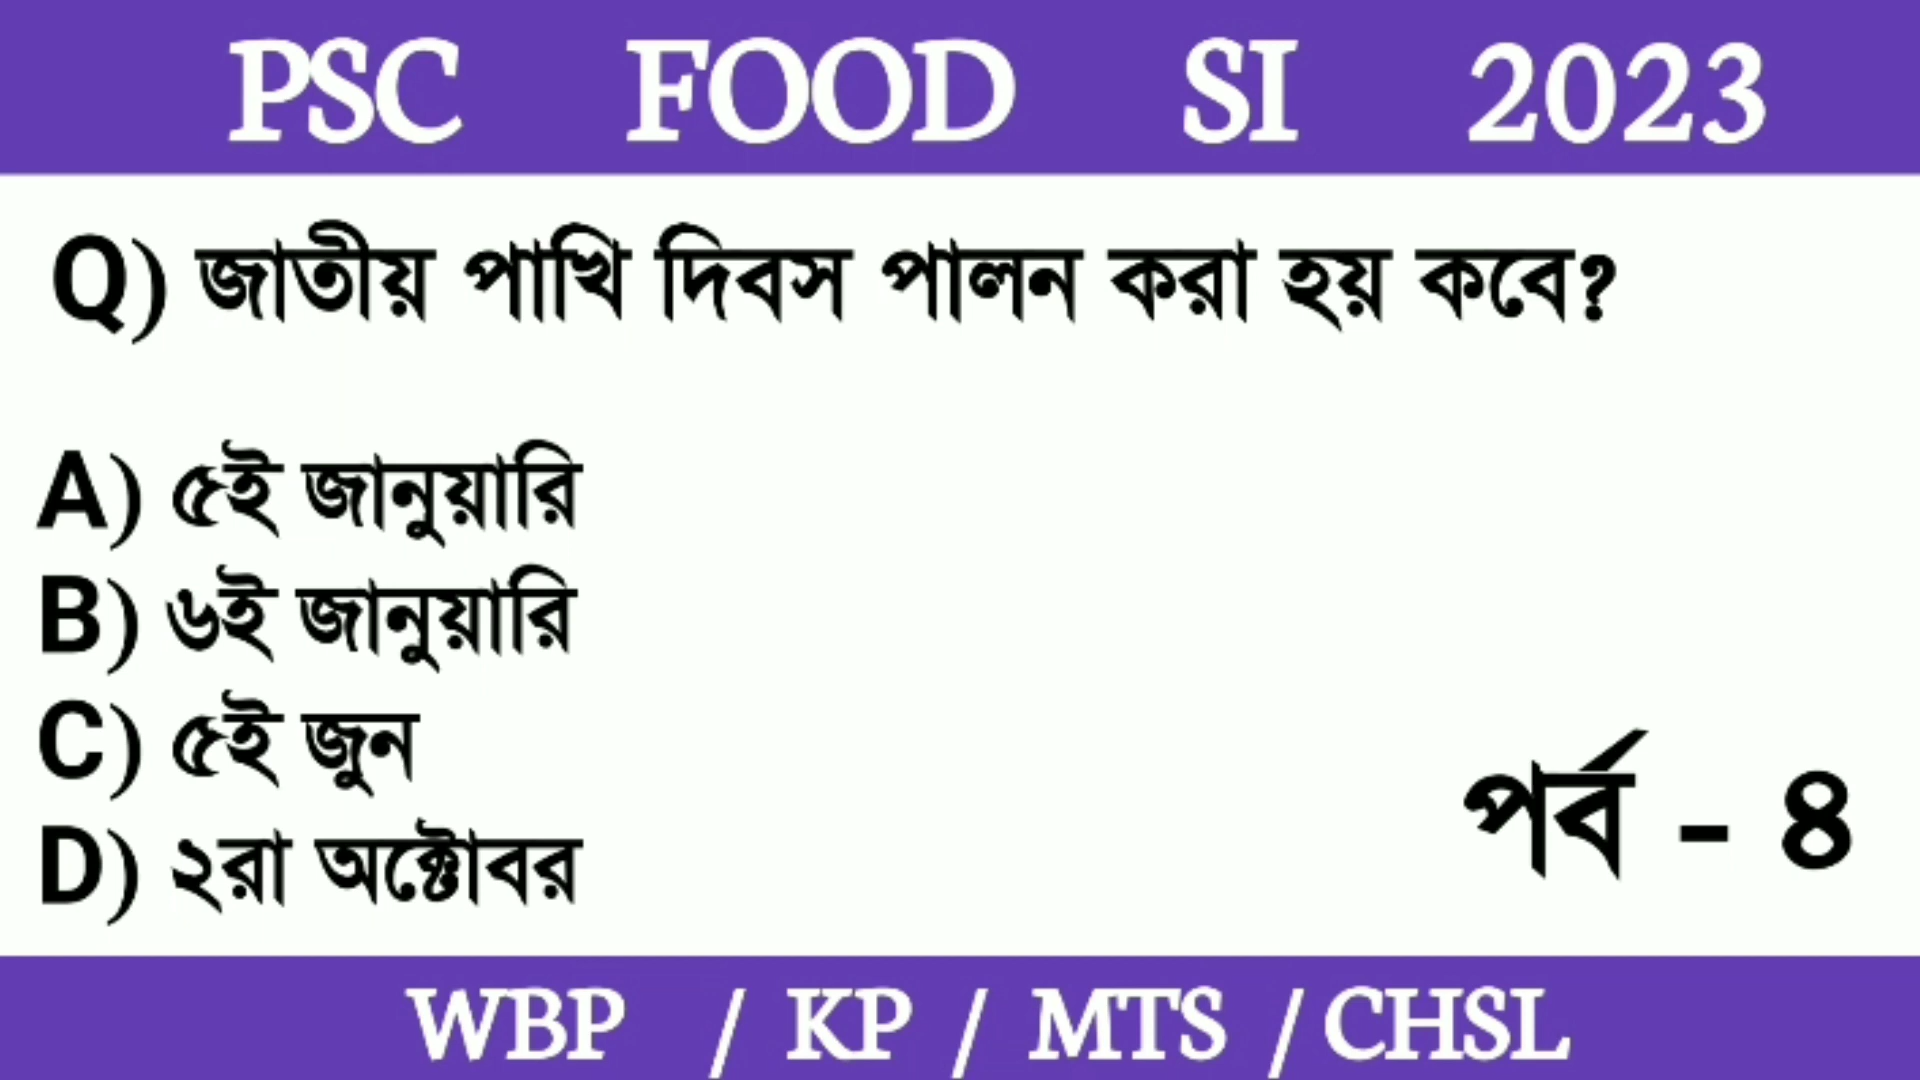 PSC FOOD SI 2023
Q) জাতীয় পাখি দিবস পালন করা হয় কবে?
A) ৫ই জানুয়ারি
B) ৬ই জানুয়ারি
C) ৫ই জুন
D) ২রা অক্টোবর
পর্ব - ৪
WBP / KP / MTS / CHSL